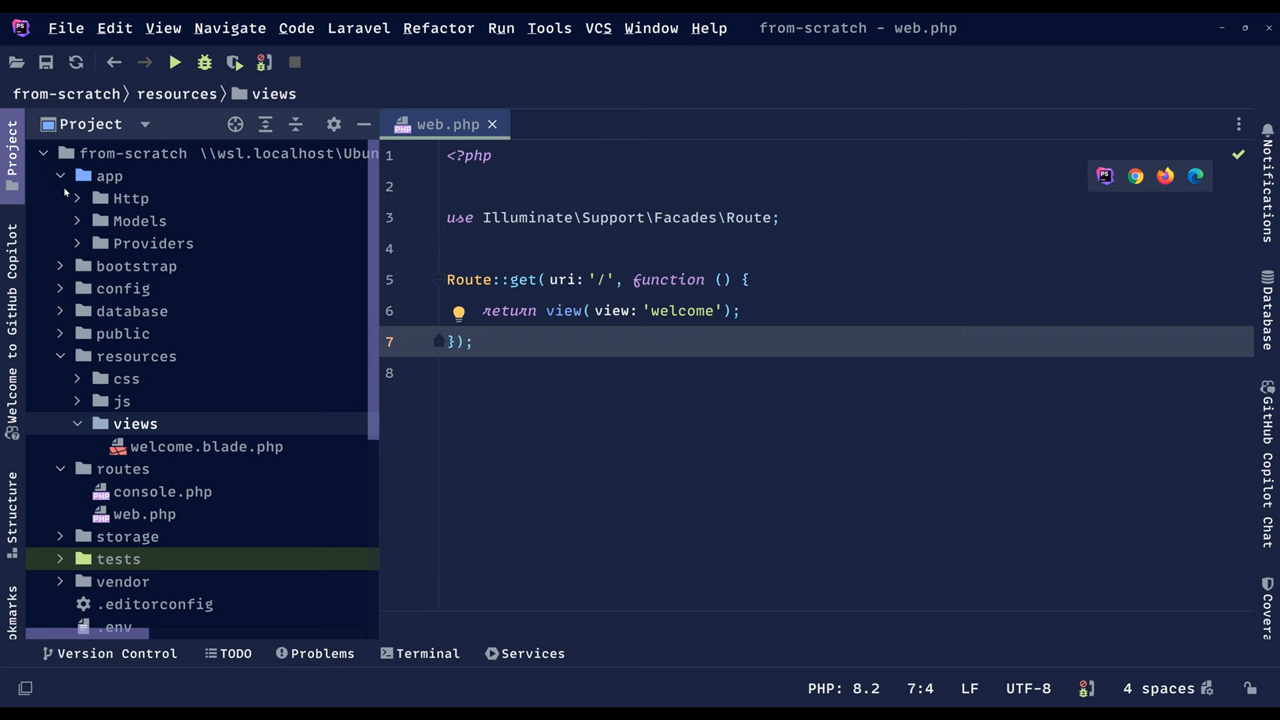 File Edit View Navigate Code Laravel Refactor Run Tools VCS Window Help from-scratch - web.php
from-scratch resources views
Project
web.php
from-scratch \\wsl.localhost\Ubun
app
Http
Models
Providers
bootstrap
config
database
public
resources
css
js
views
welcome.blade.php
routes
console.php
web.php
storage
tests
vendor
.editorconfig
.env
1 <?php
2
3 use Illuminate\Support\Facades\Route;
4
5 Route::get( uri: '/', function () {
6 return view( view: 'welcome');
7 });
8
Project
Welcome to GitHub Copilot
Structure
okmarks
Notifications
Database
GitHub Copilot Chat
Covera
Version Control TODO Problems Terminal Services
PHP: 8.2 7:4 LF UTF-8 4 spaces